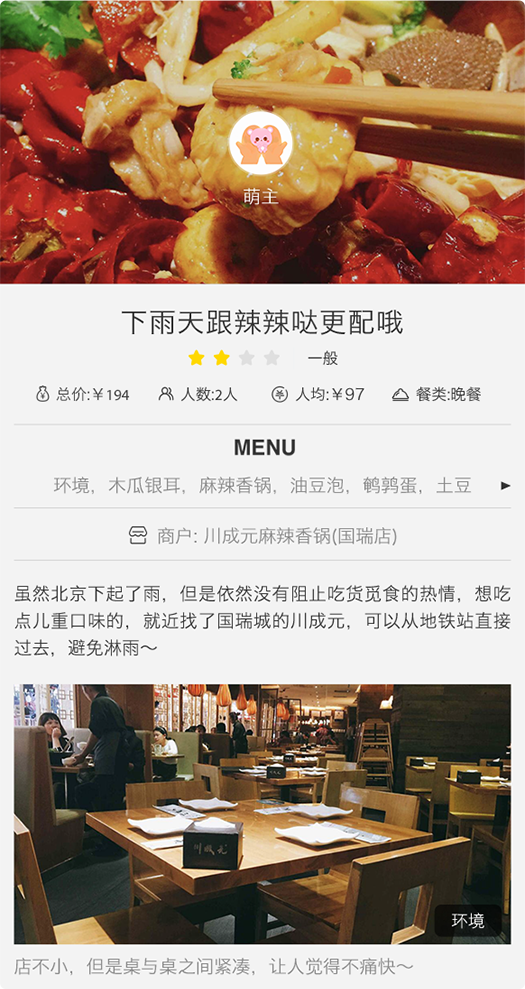 萌主
下雨天跟辣辣哒更配哦
一般
总价:￥194 人数:2人 人均:￥97 餐类:晚餐
MENU
环境，木瓜银耳，麻辣香锅，油豆泡，鹌鹑蛋，土豆
商户: 川成元麻辣香锅(国瑞店)
虽然北京下起了雨，但是依然没有阻止吃货觅食的热情，想吃
点儿重口味的，就近找了国瑞城的川成元，可以从地铁站直接
过去，避免淋雨～
川成元
环境
店不小，但是桌与桌之间紧凑，让人觉得不痛快～